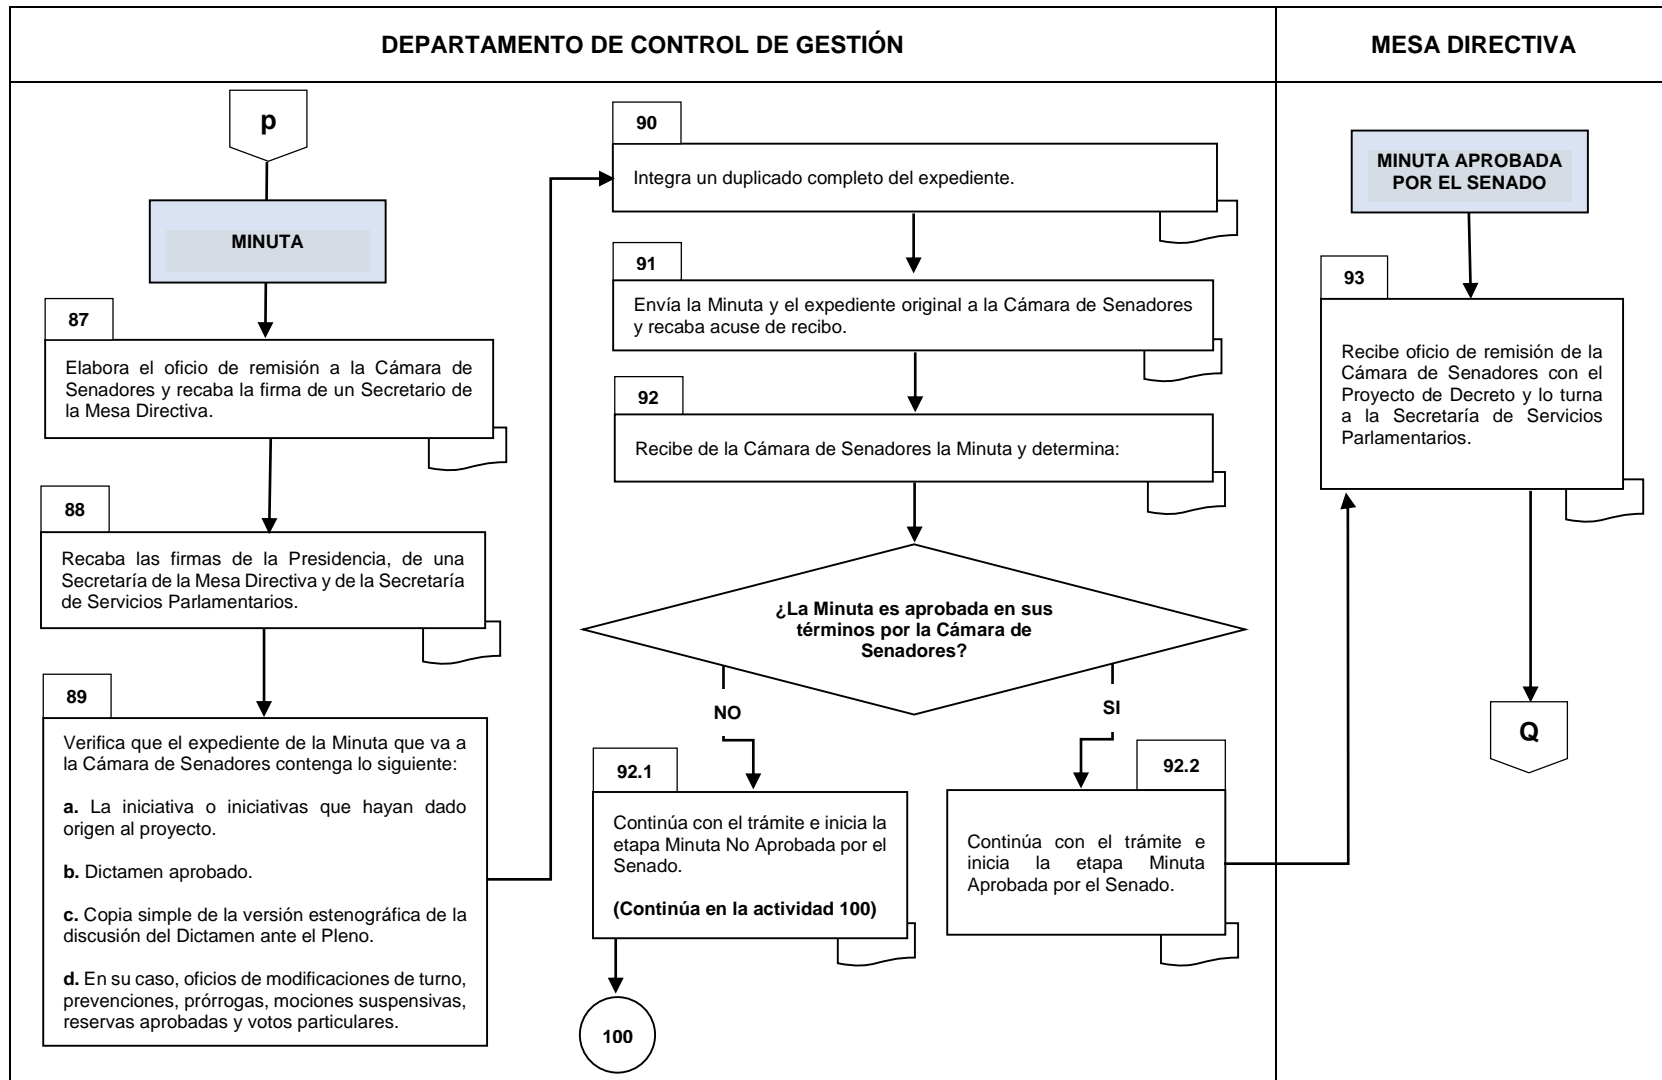 DEPARTAMENTO DE CONTROL DE GESTIÓN
MESA DIRECTIVA
p
MINUTA
87
Elabora el oficio de remisión a la Cámara de
Senadores y recaba la firma de un Secretario de
la Mesa Directiva.
88
Recaba las firmas de la Presidencia, de una
Secretaría de la Mesa Directiva y de la Secretaría
de Servicios Parlamentarios.
89
Verifica que el expediente de la Minuta que va a
la Cámara de Senadores contenga lo siguiente:
a. La iniciativa o iniciativas que hayan dado
origen al proyecto.
b. Dictamen aprobado.
c. Copia simple de la versión estenográfica de la
discusión del Dictamen ante el Pleno.
d. En su caso, oficios de modificaciones de turno,
prevenciones, prórrogas, mociones suspensivas,
reservas aprobadas y votos particulares.
90
Integra un duplicado completo del expediente.
91
Envía la Minuta y el expediente original a la Cámara de Senadores
y recaba acuse de recibo.
92
Recibe de la Cámara de Senadores la Minuta y determina:
¿La Minuta es aprobada en sus
términos por la Cámara de
Senadores?
NO
SI
92.1
Continúa con el trámite e inicia la
etapa Minuta No Aprobada por el
Senado.
(Continúa en la actividad 100)
100
92.2
Continúa con el trámite e
inicia la etapa Minuta
Aprobada por el Senado.
MINUTA APROBADA
POR EL SENADO
93
Recibe oficio de remisión de la
Cámara de Senadores con el
Proyecto de Decreto y lo turna
a la Secretaría de Servicios
Parlamentarios.
Q